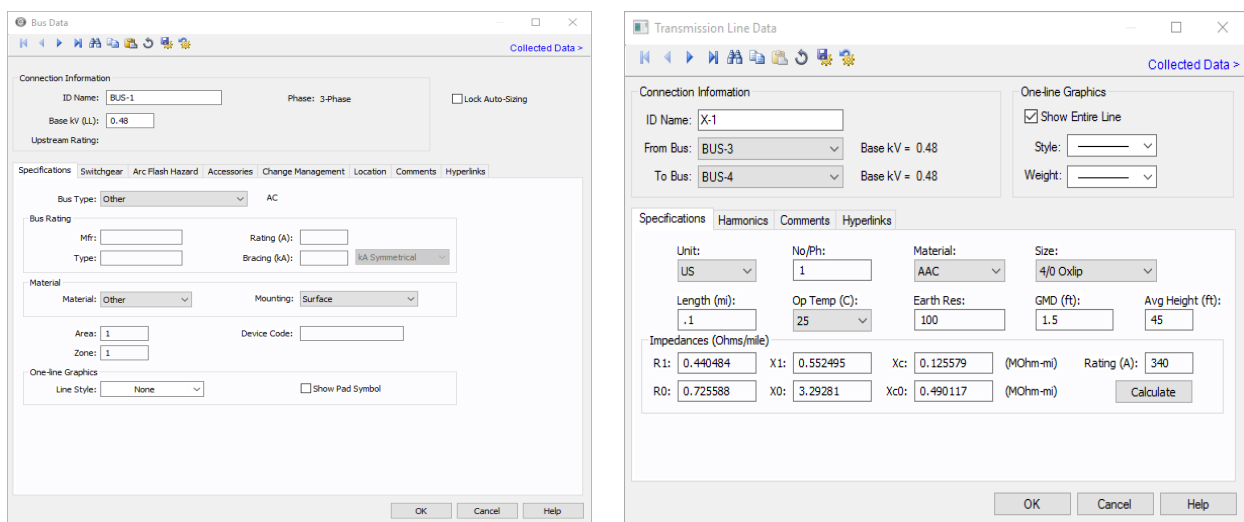 Bus Data
Collected Data >
Connection Information
ID Name: BUS-1 Phase: 3-Phase Lock Auto-Sizing
Base kV (LL): 0.48
Upstream Rating:
Specifications Switchgear Arc Flash Hazard Accessories Change Management Location Comments Hyperlinks
Bus Type: Other AC
Bus Rating
Mfr: Rating (A):
Type: Bracing (kA): kA Symmetrical
Material
Material: Other Mounting: Surface
Area: 1 Device Code:
Zone: 1
One-line Graphics
Line Style: None Show Pad Symbol
OK Cancel Help
Transmission Line Data
Collected Data >
Connection Information
ID Name: X-1
From Bus: BUS-3 Base kV = 0.48
To Bus: BUS-4 Base kV = 0.48
One-line Graphics
Show Entire Line
Style:
Weight:
Specifications Harmonics Comments Hyperlinks
Unit: No/Ph: Material: Size:
US 1 AAC 4/0 Oxlip
Length (mi): Op Temp (C): Earth Res: GMD (ft): Avg Height (ft):
.1 25 100 1.5 45
Impedances (Ohms/mile)
R1: 0.440484 X1: 0.552495 Xc: 0.125579 (MOhm-mi) Rating (A): 340
R0: 0.725588 X0: 3.29281 Xc0: 0.490117 (MOhm-mi) Calculate
OK Cancel Help